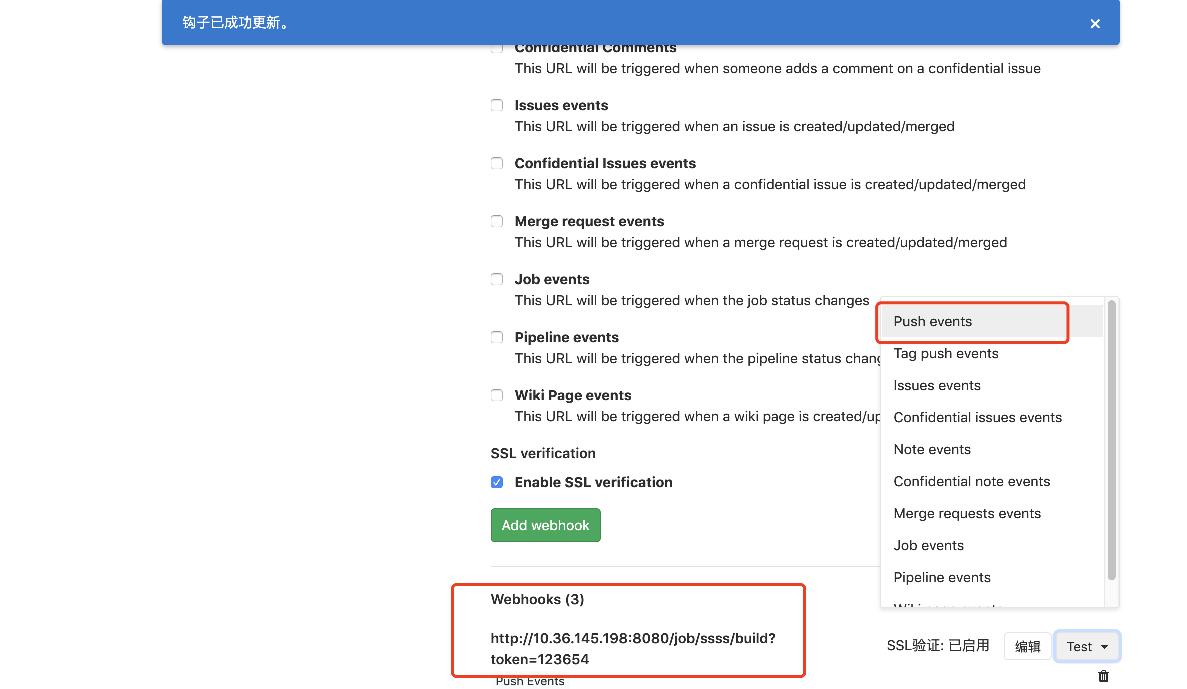 钩子已成功更新。
Confidential Comments
This URL will be triggered when someone adds a comment on a confidential issue
Issues events
This URL will be triggered when an issue is created/updated/merged
Confidential Issues events
This URL will be triggered when a confidential issue is created/updated/merged
Merge request events
This URL will be triggered when a merge request is created/updated/merged
Job events
This URL will be triggered when the job status changes
Pipeline events
This URL will be triggered when the pipeline status chang
Wiki Page events
This URL will be triggered when a wiki page is created/up
SSL verification
Enable SSL verification
Add webhook
Push events
Tag push events
Issues events
Confidential issues events
Note events
Confidential note events
Merge requests events
Job events
Pipeline events
Wiki page events
Webhooks (3)
http://10.36.145.198:8080/job/ssss/build?
token=123654
Push Events
SSL验证: 已启用
编辑
Test